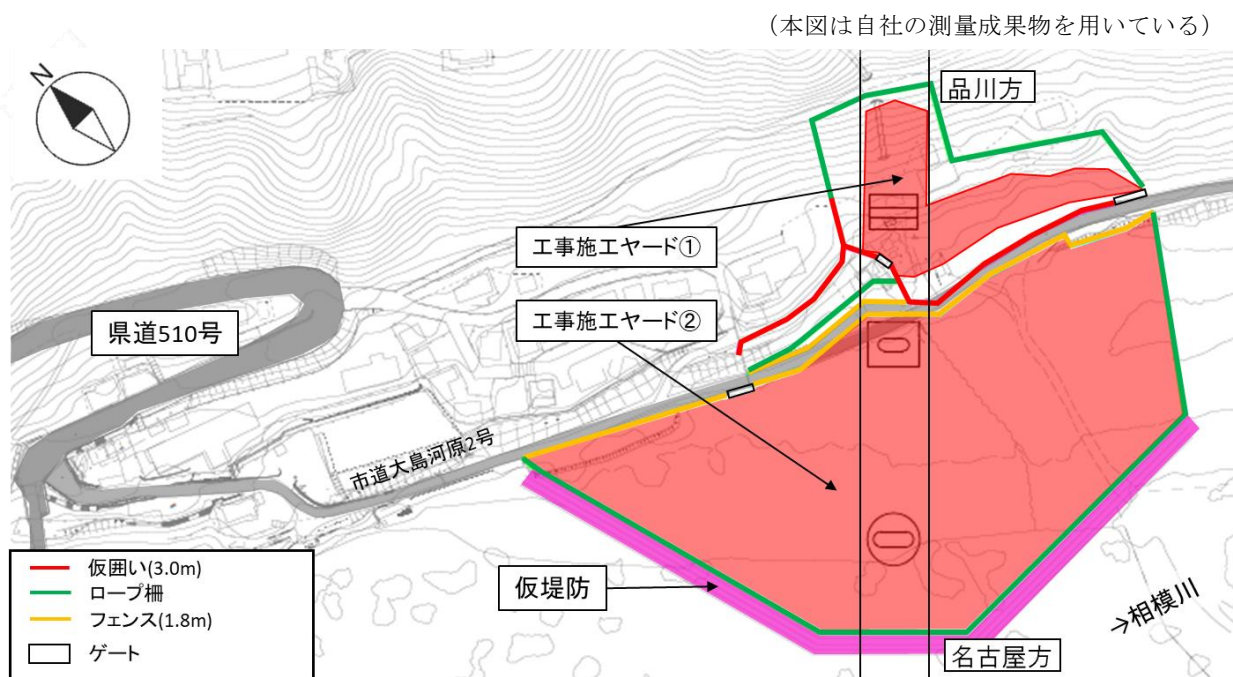 (本図は自社の測量成果物を用いている)
N
品川方
工事施工ヤード①
県道510号
工事施工ヤード②
市道大島河原2号
仮堤防
→相模川
名古屋方
仮囲い(3.0m)
ロープ柵
フェンス(1.8m)
ゲート